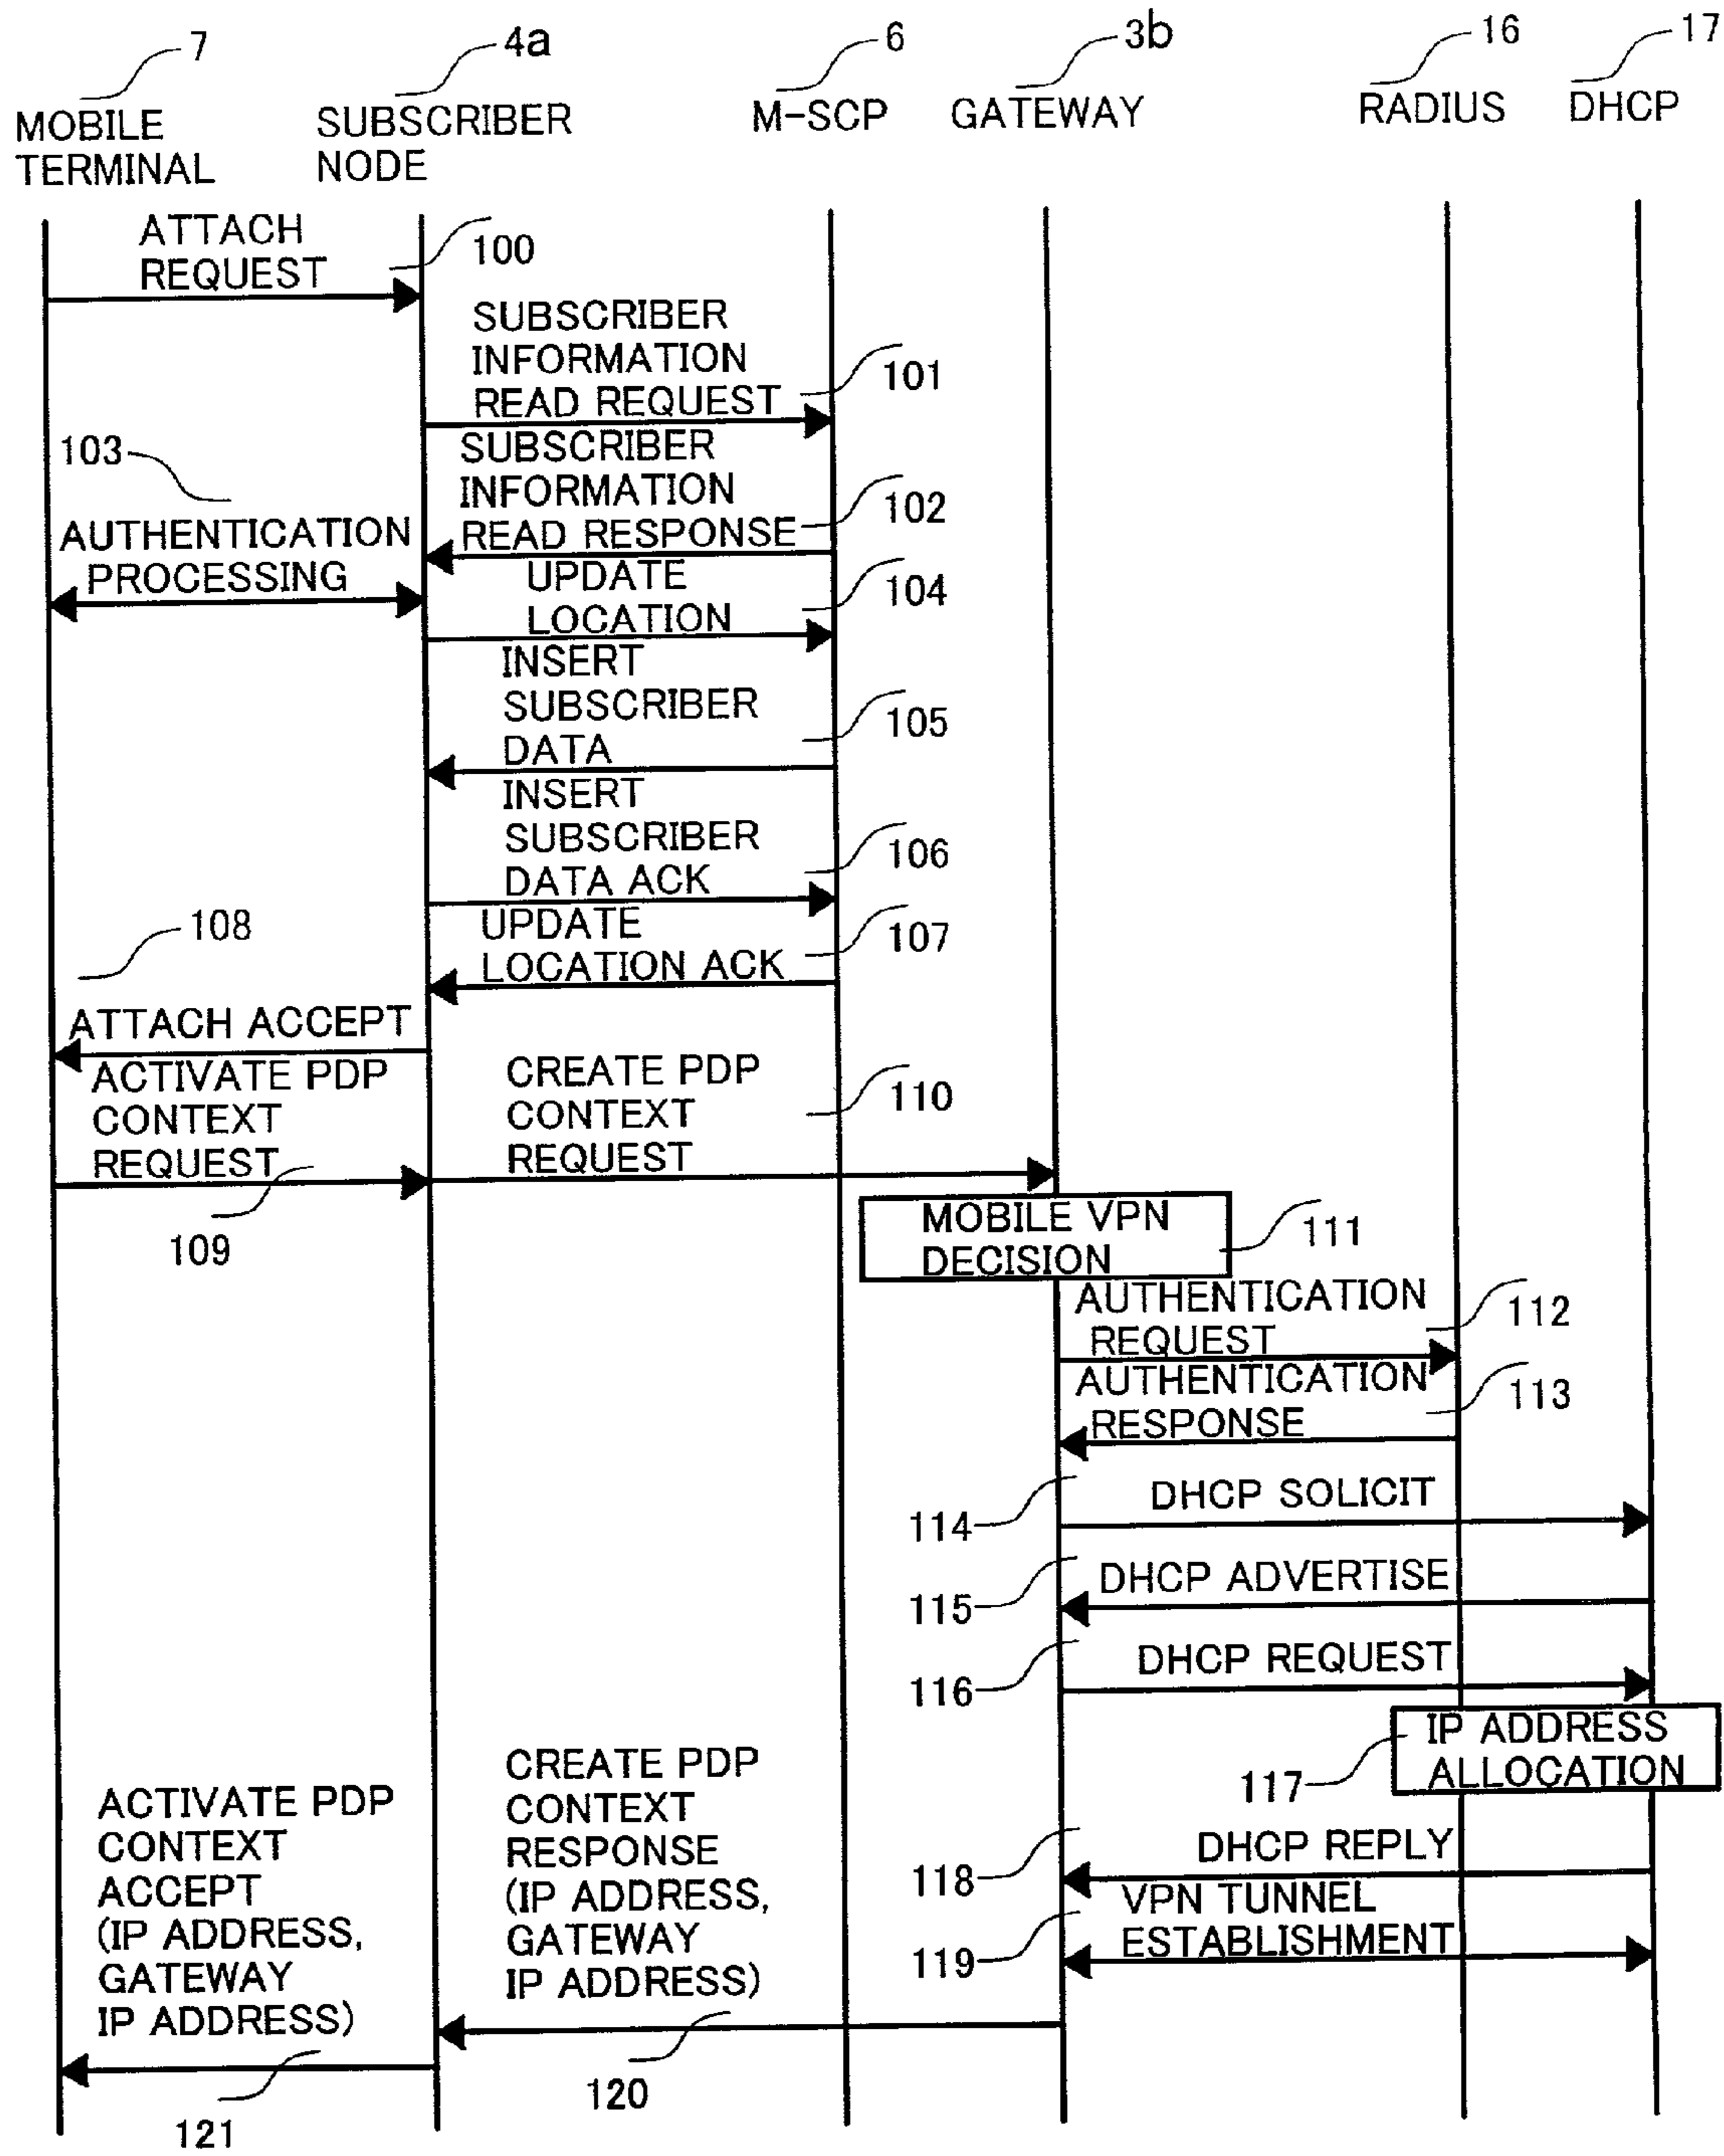 7
4a
6
3b
16
17
MOBILE
TERMINAL
SUBSCRIBER
NODE
M-SCP
GATEWAY
RADIUS
DHCP
ATTACH
REQUEST
100
SUBSCRIBER
INFORMATION
READ REQUEST
101
SUBSCRIBER
INFORMATION
READ RESPONSE
102
103
AUTHENTICATION
PROCESSING
UPDATE
LOCATION
104
INSERT
SUBSCRIBER
DATA
105
INSERT
SUBSCRIBER
DATA ACK
106
UPDATE
LOCATION ACK
107
108
ATTACH ACCEPT
ACTIVATE PDP
CONTEXT
REQUEST
109
CREATE PDP
CONTEXT
REQUEST
110
MOBILE VPN
DECISION
111
AUTHENTICATION
REQUEST
112
AUTHENTICATION
RESPONSE
113
DHCP SOLICIT
114
DHCP ADVERTISE
115
DHCP REQUEST
116
IP ADDRESS
ALLOCATION
117
DHCP REPLY
118
VPN TUNNEL
ESTABLISHMENT
119
CREATE PDP
CONTEXT
RESPONSE
(IP ADDRESS,
GATEWAY
IP ADDRESS)
120
ACTIVATE PDP
CONTEXT
ACCEPT
(IP ADDRESS,
GATEWAY
IP ADDRESS)
121